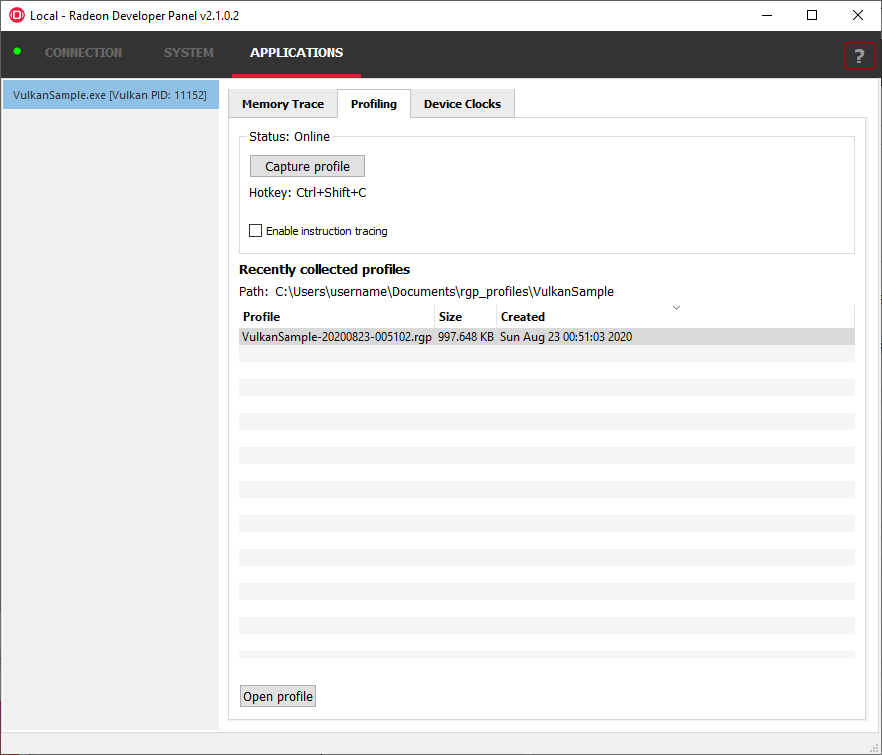 Local - Radeon Developer Panel v2.1.0.2
CONNECTION SYSTEM APPLICATIONS ?
VulkanSample.exe [Vulkan PID: 11152]
Memory Trace Profiling Device Clocks
Status: Online
Capture profile
Hotkey: Ctrl+Shift+C
Enable instruction tracing
Recently collected profiles
Path: C:\Users\username\Documents\rgp_profiles\VulkanSample
Profile Size Created
VulkanSample-20200823-005102.rgp 997.648 KB Sun Aug 23 00:51:03 2020
Open profile